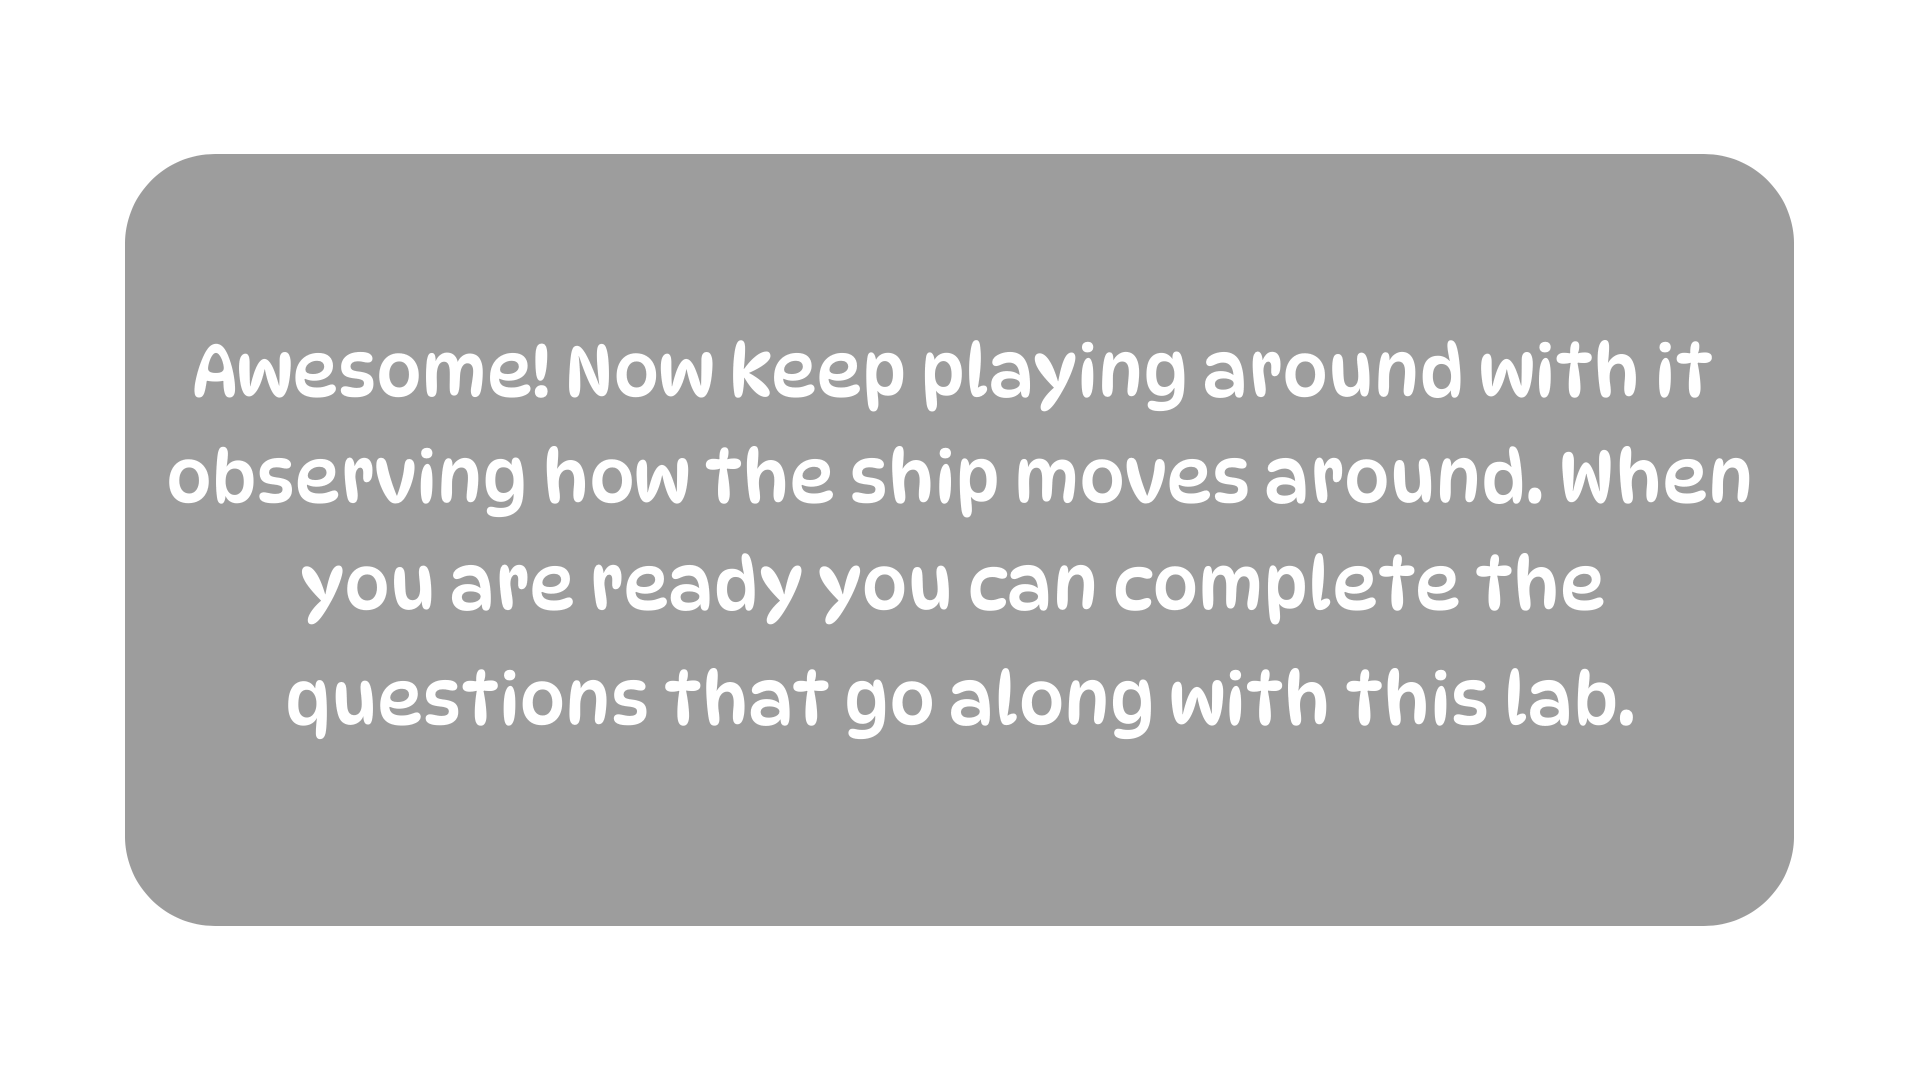 Awesome! Now keep playing around with it
observing how the ship moves around. When
you are ready you can complete the
questions that go along with this lab.